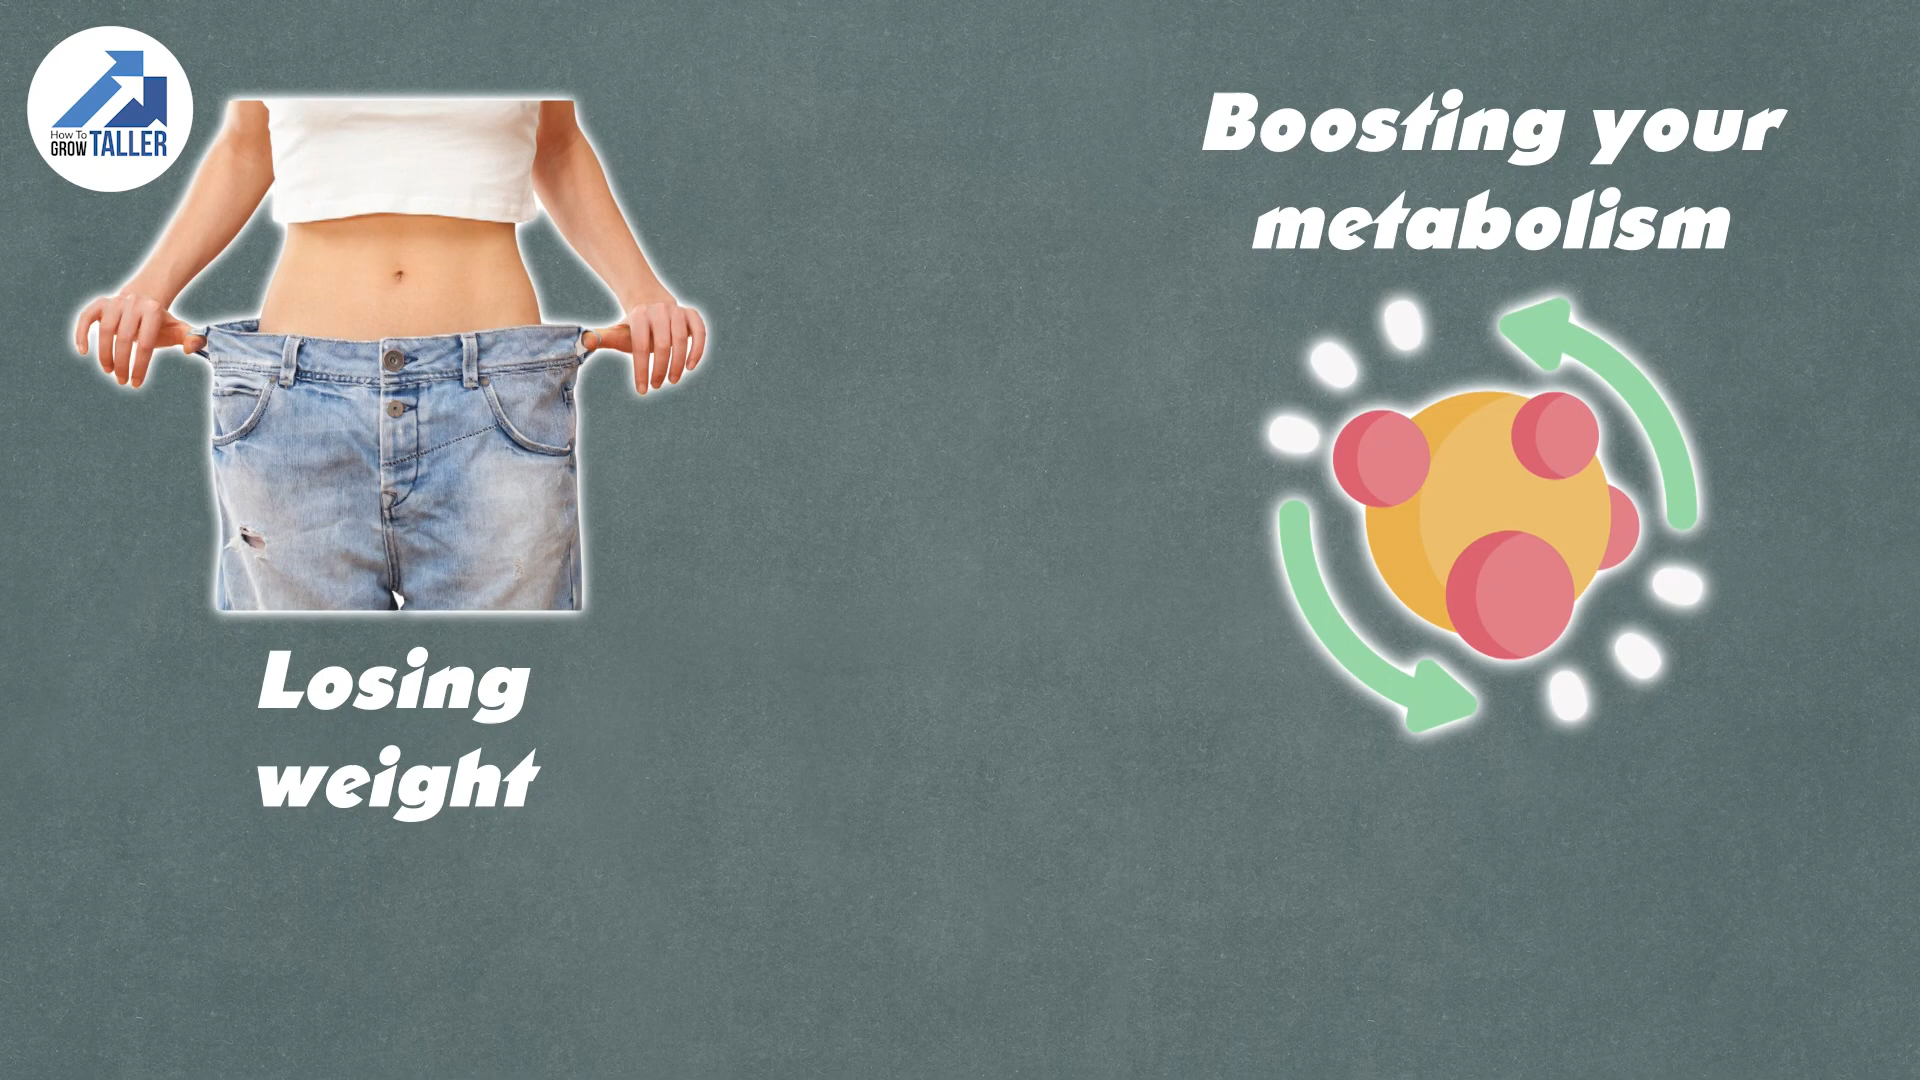 How To
GROW TALLER
Boosting your
metabolism
Losing
weight